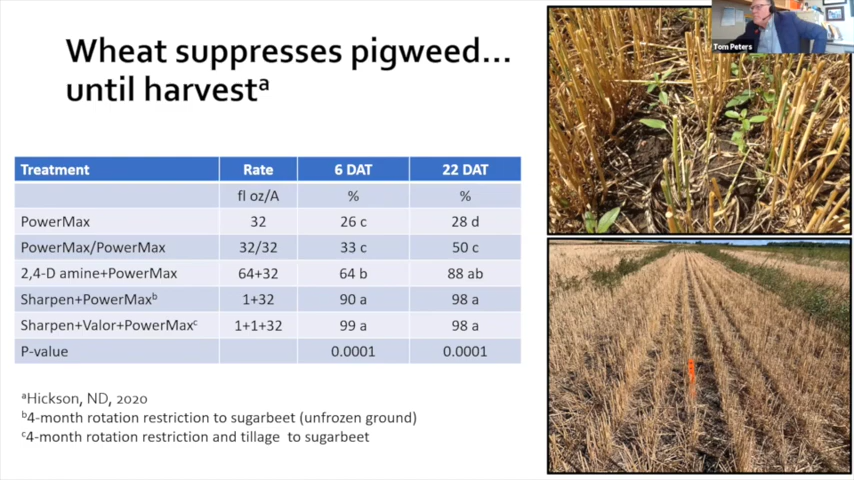 Wheat suppresses pigweed...
until harvestᵃ
Tom Peters
Treatment Rate 6 DAT 22 DAT
fl oz/A % %
PowerMax 32 26 c 28 d
PowerMax/PowerMax 32/32 33 c 50 c
2,4-D amine+PowerMax 64+32 64 b 88 ab
Sharpen+PowerMaxᵇ 1+32 90 a 98 a
Sharpen+Valor+PowerMaxᶜ 1+1+32 99 a 98 a
P-value 0.0001 0.0001
ᵃHickson, ND, 2020
ᵇ4-month rotation restriction to sugarbeet (unfrozen ground)
ᶜ4-month rotation restriction and tillage to sugarbeet